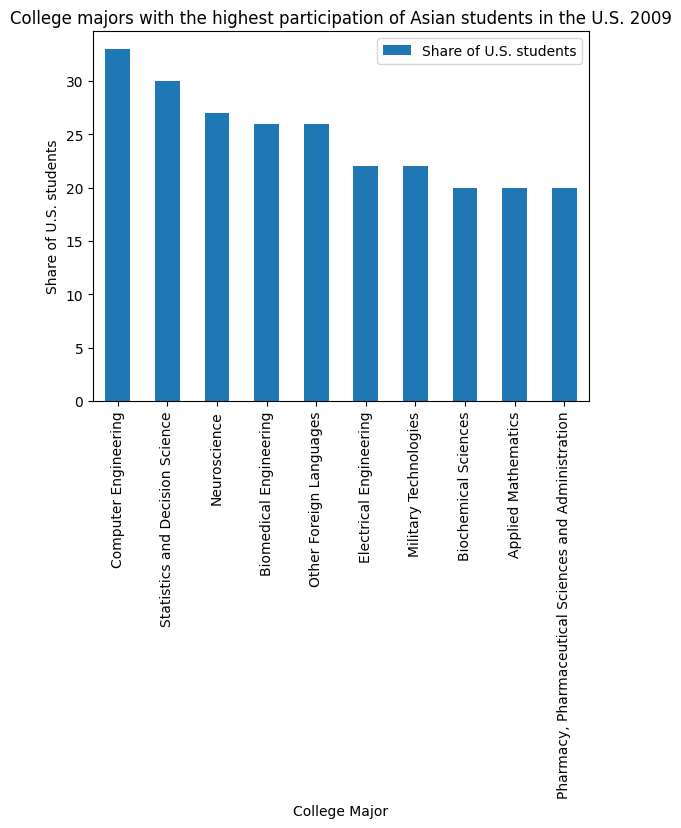 College majors with the highest participation of Asian students in the U.S. 2009
Share of U.S. students
Share of U.S. students
30
25
20
15
10
5
0
Computer Engineering
Statistics and Decision Science
Neuroscience
Biomedical Engineering
Other Foreign Languages
Electrical Engineering
Military Technologies
Biochemical Sciences
Applied Mathematics
Pharmacy, Pharmaceutical Sciences and Administration
College Major